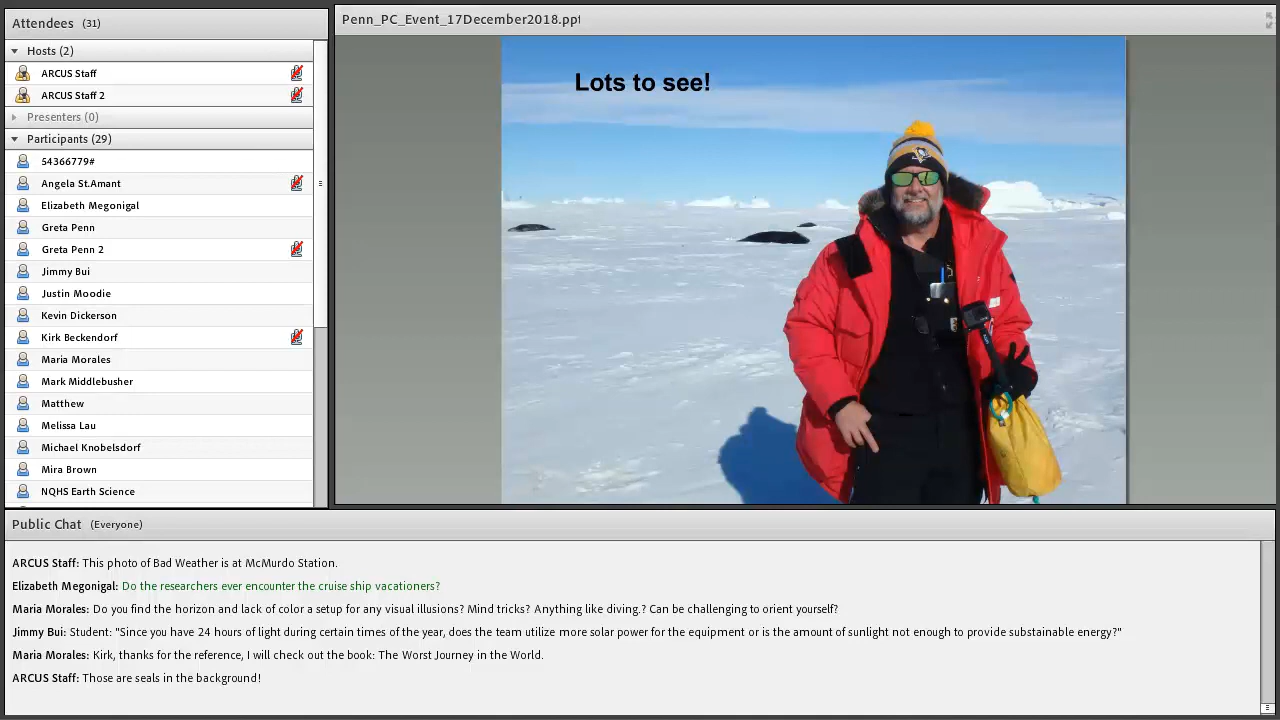 Attendees (31)
Hosts (2)
ARCUS Staff
ARCUS Staff 2
Presenters (0)
Participants (29)
54366779#
Angela St.Amant
Elizabeth Megonigal
Greta Penn
Greta Penn 2
Jimmy Bui
Justin Moodie
Kevin Dickerson
Kirk Beckendorf
Maria Morales
Mark Middlebusher
Matthew
Melissa Lau
Michael Knobelsdorf
Mira Brown
NQHS Earth Science
Penn_PC_Event_17December2018.ppt
Lots to see!
Public Chat (Everyone)
ARCUS Staff: This photo of Bad Weather is at McMurdo Station.
Elizabeth Megonigal: Do the researchers ever encounter the cruise ship vacationers?
Maria Morales: Do you find the horizon and lack of color a setup for any visual illusions? Mind tricks? Anything like diving.? Can be challenging to orient yourself?
Jimmy Bui: Student: "Since you have 24 hours of light during certain times of the year, does the team utilize more solar power for the equipment or is the amount of sunlight not enough to provide substainable energy?"
Maria Morales: Kirk, thanks for the reference, I will check out the book: The Worst Journey in the World.
ARCUS Staff: Those are seals in the background!